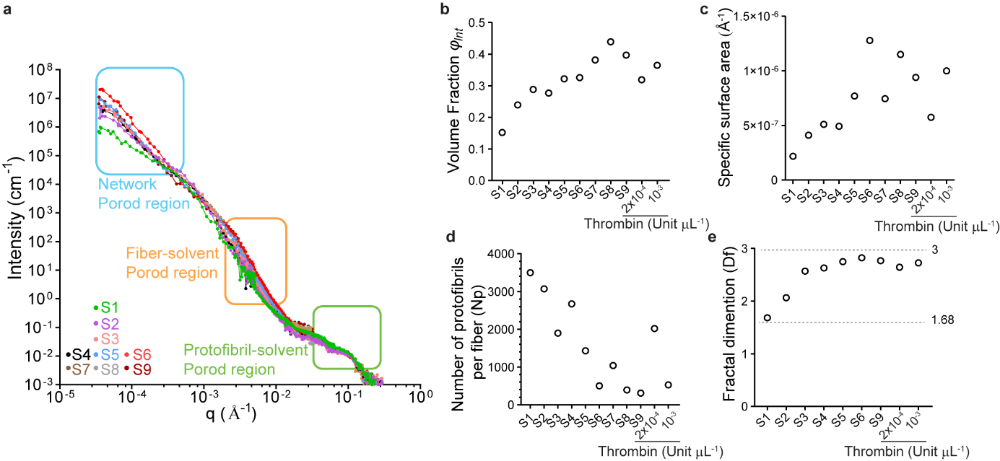 a
Intensity (cm⁻¹)
10⁸
10⁷
10⁶
10⁵
10⁴
10³
10²
10¹
10⁰
10⁻¹
10⁻²
10⁻³
10⁻⁵
10⁻⁴
10⁻³
10⁻²
10⁻¹
10⁰
q (Å⁻¹)
Network
Porod region
Fiber-solvent
Porod region
Protofibril-solvent
Porod region
S1
S2
S3
S4 S5 S6
S7 S8 S9
b
Volume Fraction φInt
0.5
0.4
0.3
0.2
0.1
0.0
S1 S2 S3 S4 S5 S6 S7 S8 S9 2x10⁻⁴ 10⁻³
Thrombin (Unit μL⁻¹)
c
Specific surface area (Å⁻¹)
1.5×10⁻⁶
1×10⁻⁶
5×10⁻⁷
0
S1 S2 S3 S4 S5 S6 S7 S8 S9 2x10⁻⁴ 10⁻³
Thrombin (Unit μL⁻¹)
d
Number of protofibrils
per fiber (Np)
4000
3000
2000
1000
0
S1 S2 S3 S4 S5 S6 S7 S8 S9 2x10⁻⁴ 10⁻³
Thrombin (Unit μL⁻¹)
e
Fractal dimention (Df)
3
2
1
0
3
1.68
S1 S2 S3 S4 S5 S6 S9 2x10⁻⁴ 10⁻³
Thrombin (Unit μL⁻¹)